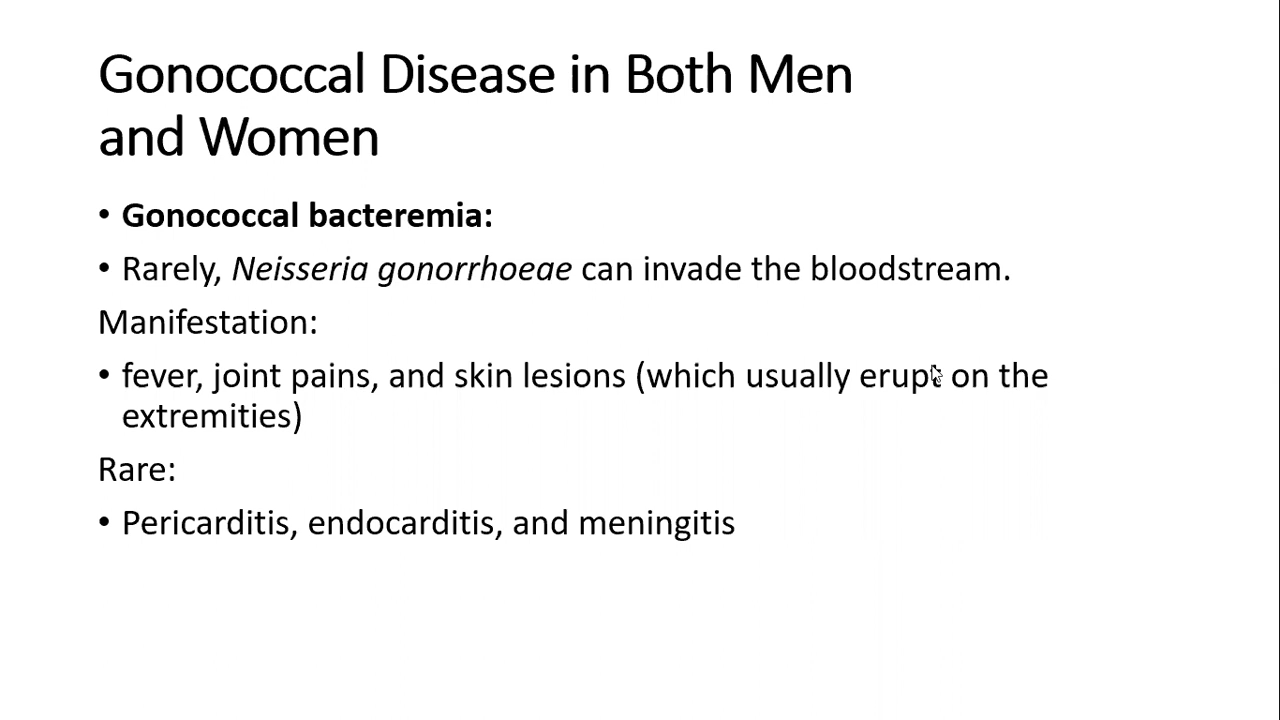 Gonococcal Disease in Both Men
and Women
• Gonococcal bacteremia:
• Rarely, Neisseria gonorrhoeae can invade the bloodstream.
Manifestation:
• fever, joint pains, and skin lesions (which usually erupt on the
extremities)
Rare:
• Pericarditis, endocarditis, and meningitis